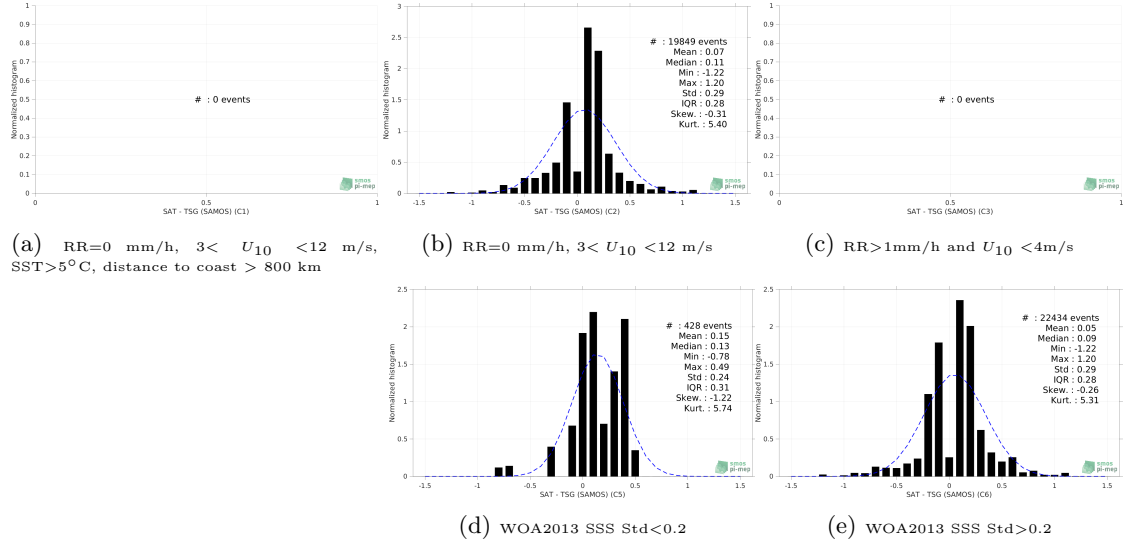 1
0.9
0.8
0.7
0.6
0.5
0.4
0.3
0.2
0.1
0
Normalized histogram
# : 0 events
smos
pi-mep
0 0.5 1
SAT - TSG (SAMOS) (C1)
3
2.5
2
1.5
1
0.5
0
Normalized histogram
# : 19849 events
Mean : 0.07
Median : 0.11
Min : -1.22
Max : 1.20
Std : 0.29
IQR : 0.28
Skew. : -0.31
Kurt. : 5.40
smos
pi-mep
-1.5 -1 -0.5 0 0.5 1 1.5
SAT - TSG (SAMOS) (C2)
1
0.9
0.8
0.7
0.6
0.5
0.4
0.3
0.2
0.1
0
Normalized histogram
# : 0 events
smos
pi-mep
0 0.5 1
SAT - TSG (SAMOS) (C3)
(a) RR=0 mm/h, 3< U10 <12 m/s,
SST>5°C, distance to coast > 800 km
(b) RR=0 mm/h, 3< U10 <12 m/s
(c) RR>1mm/h and U10 <4m/s
2.5
2
1.5
1
0.5
0
Normalized histogram
# : 428 events
Mean : 0.15
Median : 0.13
Min : -0.78
Max : 0.49
Std : 0.24
IQR : 0.31
Skew. : -1.22
Kurt. : 5.74
smos
pi-mep
-1.5 -1 -0.5 0 0.5 1 1.5
SAT - TSG (SAMOS) (C5)
2.5
2
1.5
1
0.5
0
Normalized histogram
# : 22434 events
Mean : 0.05
Median : 0.09
Min : -1.22
Max : 1.20
Std : 0.29
IQR : 0.28
Skew. : -0.26
Kurt. : 5.31
smos
pi-mep
-1.5 -1 -0.5 0 0.5 1 1.5
SAT - TSG (SAMOS) (C6)
(d) WOA2013 SSS Std<0.2
(e) WOA2013 SSS Std>0.2